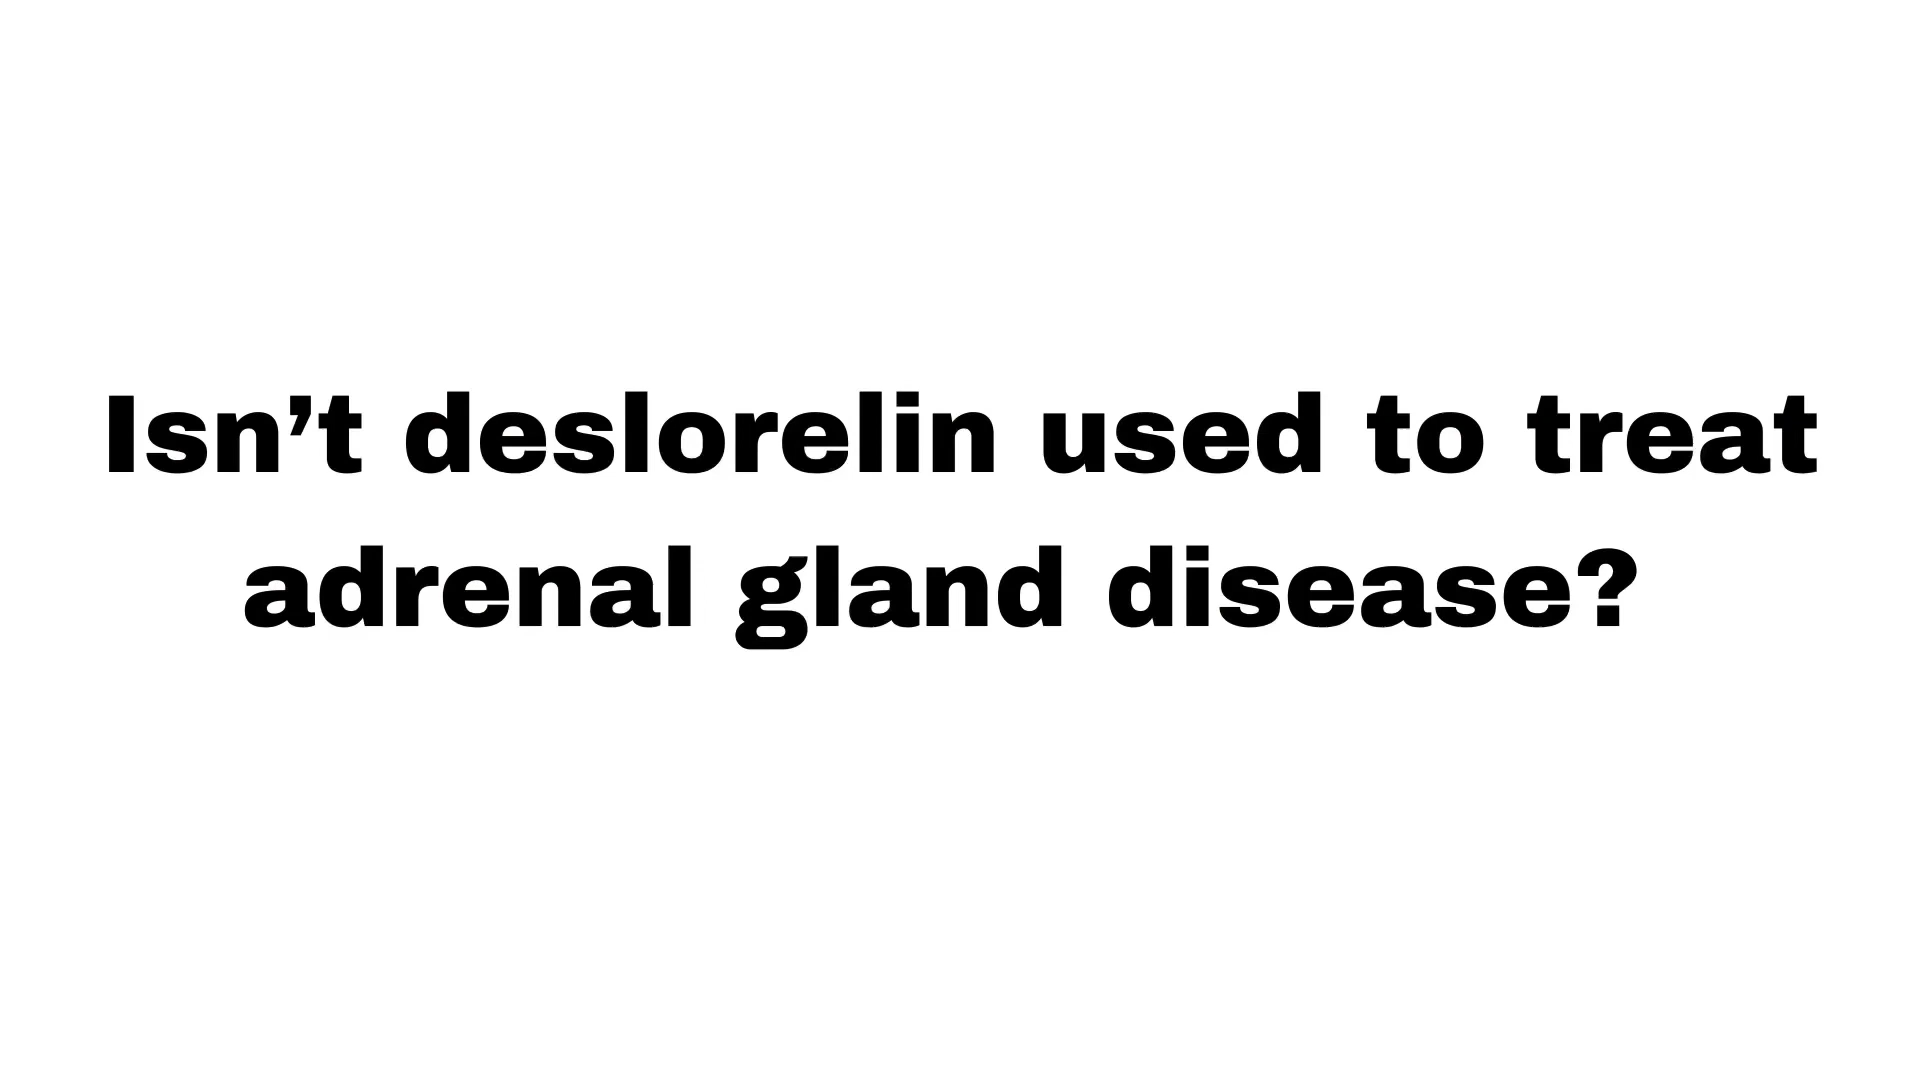 Isn’t deslorelin used to treat
adrenal gland disease?